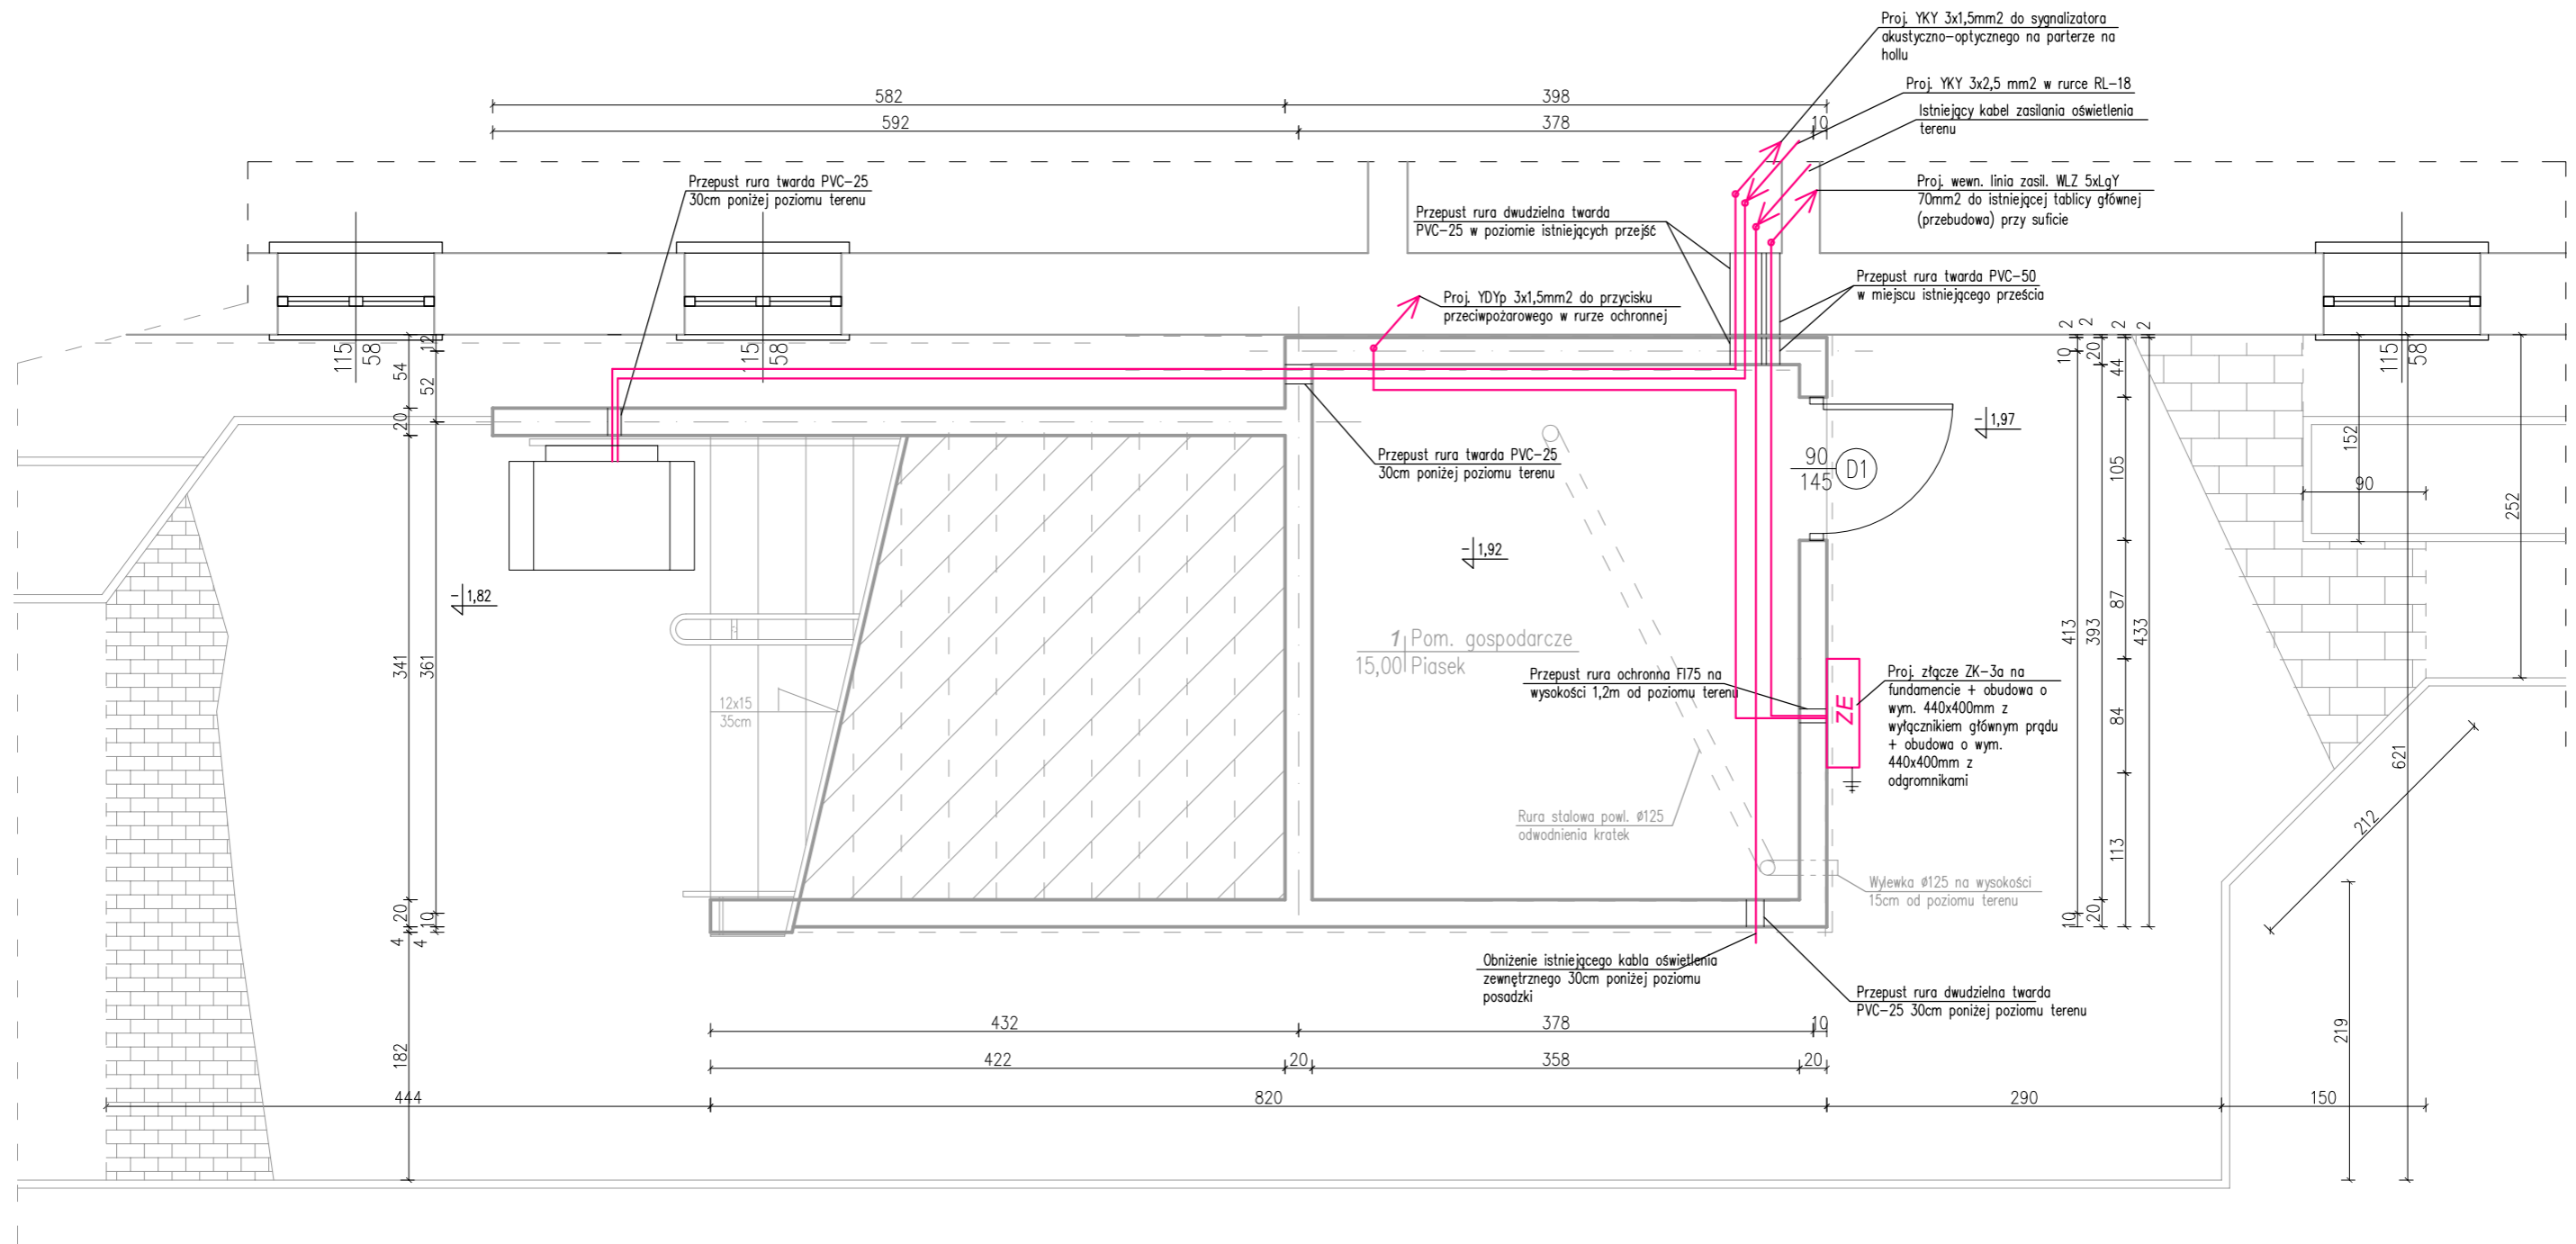 Proj. YKY 3x1,5mm2 do sygnalizatora
akustyczno-optycznego na parterze na
hollu
Proj. YKY 3x2,5 mm2 w rurce RL-18
Istniejący kabel zasilania oświetlenia
terenu
582
398
592
378
10
Przepust rura twarda PVC-25
30cm poniżej poziomu terenu
Proj. wewn. linia zasil. WLZ 5xLgY
70mm2 do istniejącej tablicy głównej
(przebudowa) przy suficie
Przepust rura dwudzielna twarda
PVC-25 w poziomie istniejących przejść
Przepust rura twarda PVC-50
w miejscu istniejącego prześcia
Proj. YDYp 3x1,5mm2 do przycisku
przeciwpożarowego w rurze ochronnej
115
58
115
58
115
58
12
54
52
20
2
2
2
2
10
20
44
-1,97
152
90
252
Przepust rura twarda PVC-25
30cm poniżej poziomu terenu
90
145
D1
105
-1,92
-1,82
87
413
393
433
341
361
1 Pom. gospodarcze
15,00 Piasek
Przepust rura ochronna FI75 na
wysokości 1,2m od poziomu terenu
ZE
Proj. złącze ZK-3a na
fundamencie + obudowa o
wym. 440x400mm z
wyłącznikiem głównym prądu
+ obudowa o wym.
440x400mm z
odgromnikami
12x15
35cm
84
621
212
Rura stalowa powl. Ø125
odwodnienia kratek
113
Wylewka Ø125 na wysokości
15cm od poziomu terenu
20
10
4
4
10
20
Obniżenie istniejącego kabla oświetlenia
zewnętrznego 30cm poniżej poziomu
posadzki
Przepust rura dwudzielna twarda
PVC-25 30cm poniżej poziomu terenu
432
378
10
219
182
422
20
358
20
444
820
290
150